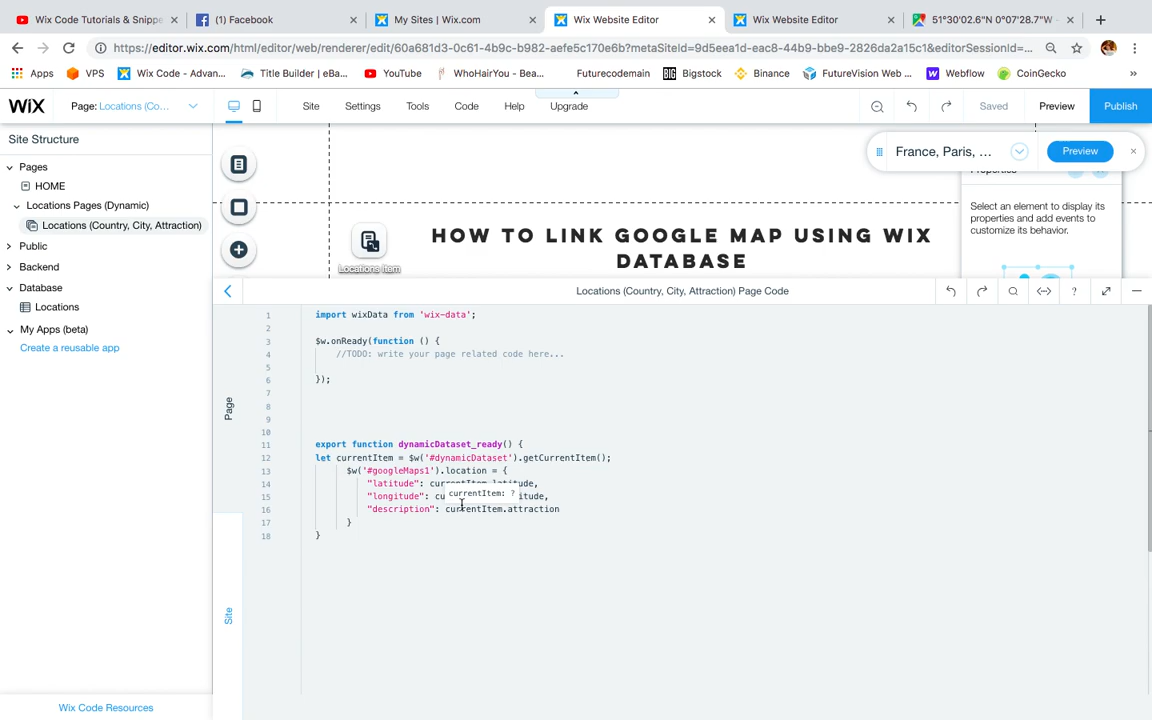 Wix Code Tutorials & Snippe
(1) Facebook
My Sites | Wix.com
Wix Website Editor
Wix Website Editor
51°30'02.6"N 0°07'28.7"W -
https://editor.wix.com/html/editor/web/renderer/edit/60a681d3-0c61-4b9c-b982-aefe5c170e6b?metaSiteId=9d5eea1d-eac8-44b9-bbe9-2826da2a15c1&editorSessionId=...
Apps
VPS
Wix Code - Advan...
Title Builder | eBa...
YouTube
WhoHairYou - Bea...
Futurecodemain
Bigstock
Binance
FutureVision Web ...
Webflow
CoinGecko
»
WiX
Page: Locations (Co...
Site
Settings
Tools
Code
Help
Upgrade
Saved
Preview
Publish
Site Structure
France, Paris, ...
Preview
Pages
HOME
Locations Pages (Dynamic)
Locations (Country, City, Attraction)
Public
Backend
Database
Locations
My Apps (beta)
Create a reusable app
Properties
Select an element to display its
properties and add events to
customize its behavior.
HOW TO LINK GOOGLE MAP USING WIX
DATABASE
Locations Item
Locations (Country, City, Attraction) Page Code
?
Page
Site
1 import wixData from 'wix-data';
2
3 $w.onReady(function () {
4 //TODO: write your page related code here...
5
6 });
7
8
9
10
11 export function dynamicDataset_ready() {
12 let currentItem = $w('#dynamicDataset').getCurrentItem();
13 $w('#googleMaps1').location = {
14 "latitude": currentItem.latitude,
currentItem: ?
15 "longitude": cu itude,
16 "description": currentItem.attraction
17 }
18 }
Wix Code Resources